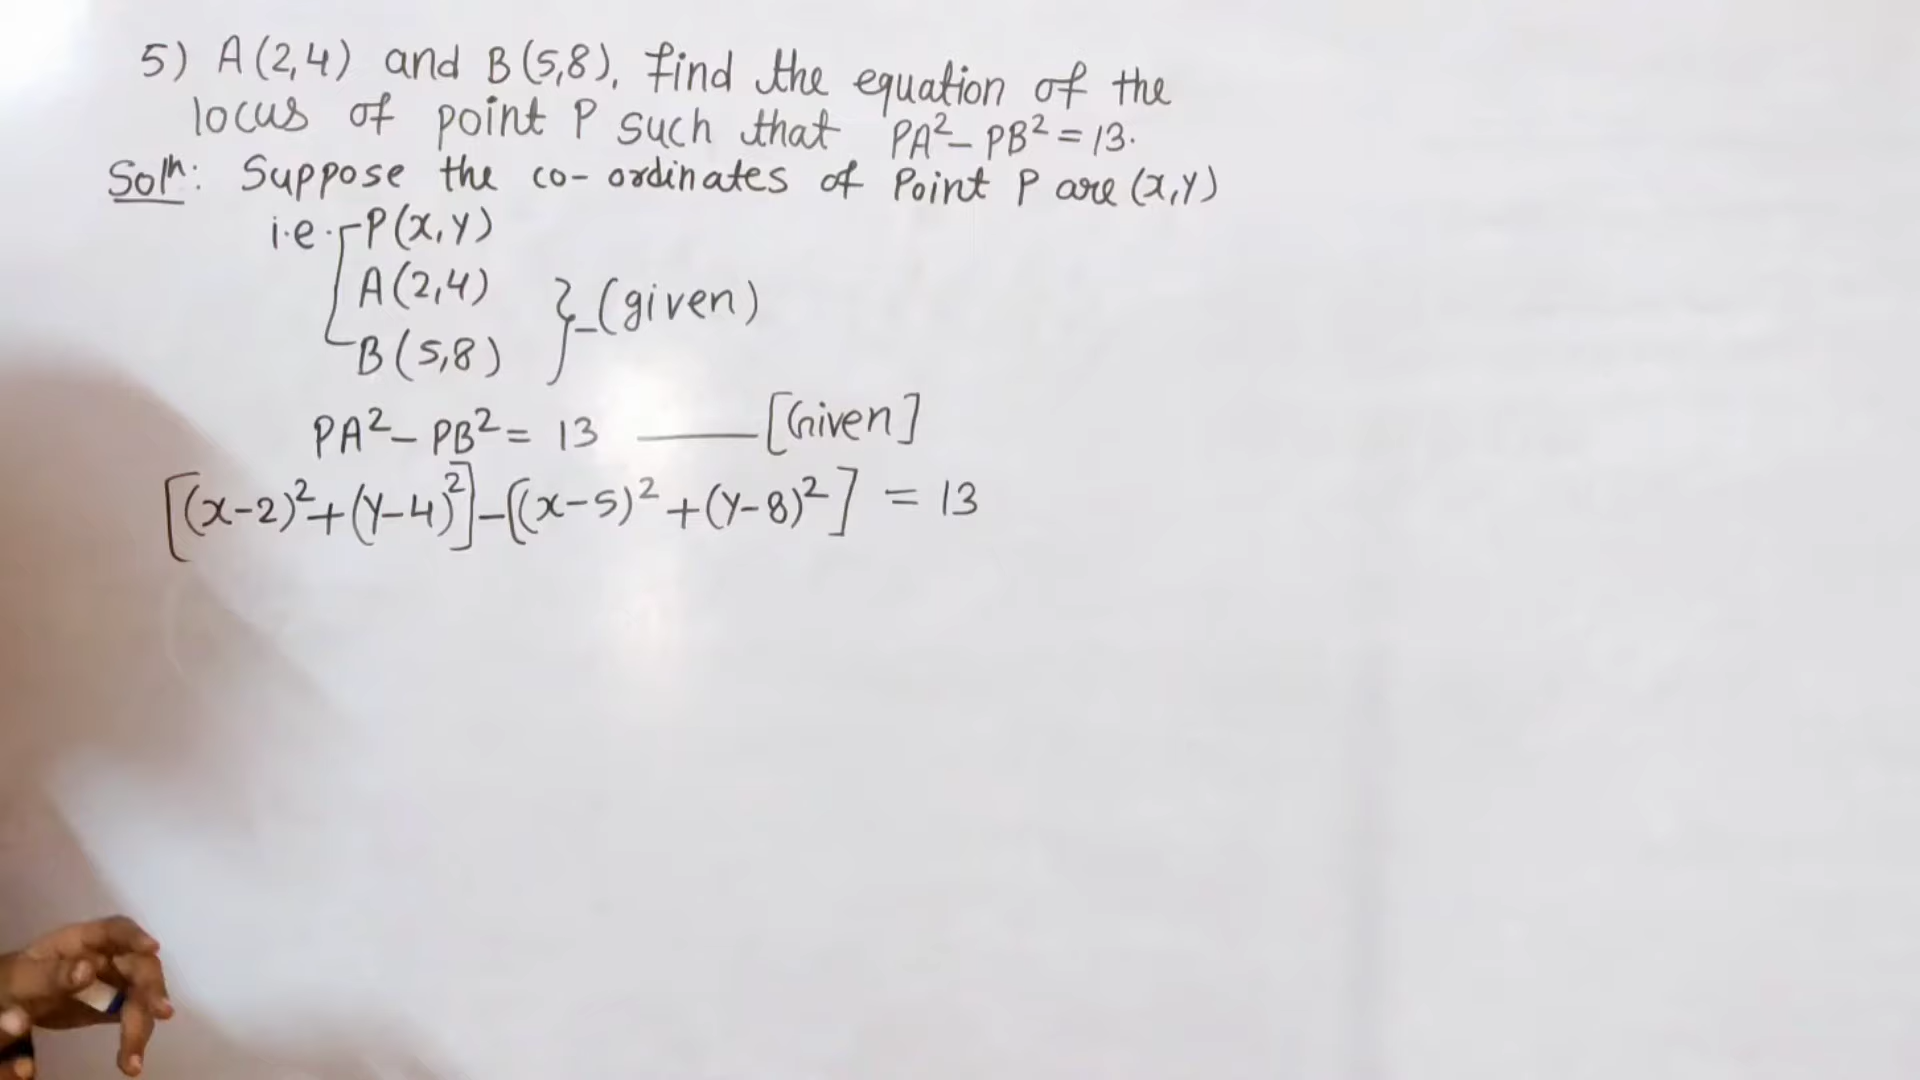 5) A(2,4) and B(5,8), find the equation of the
locus of point P such that PA²-PB²=13.
Solⁿ: Suppose the co-ordinates of Point P are (x,y)
i.e. P(x,y)
A(2,4)
B(5,8) } - (given)
PA²-PB²= 13 —— [Given]
[(x-2)²+(y-4)²]-[(x-5)²+(y-8)²] = 13